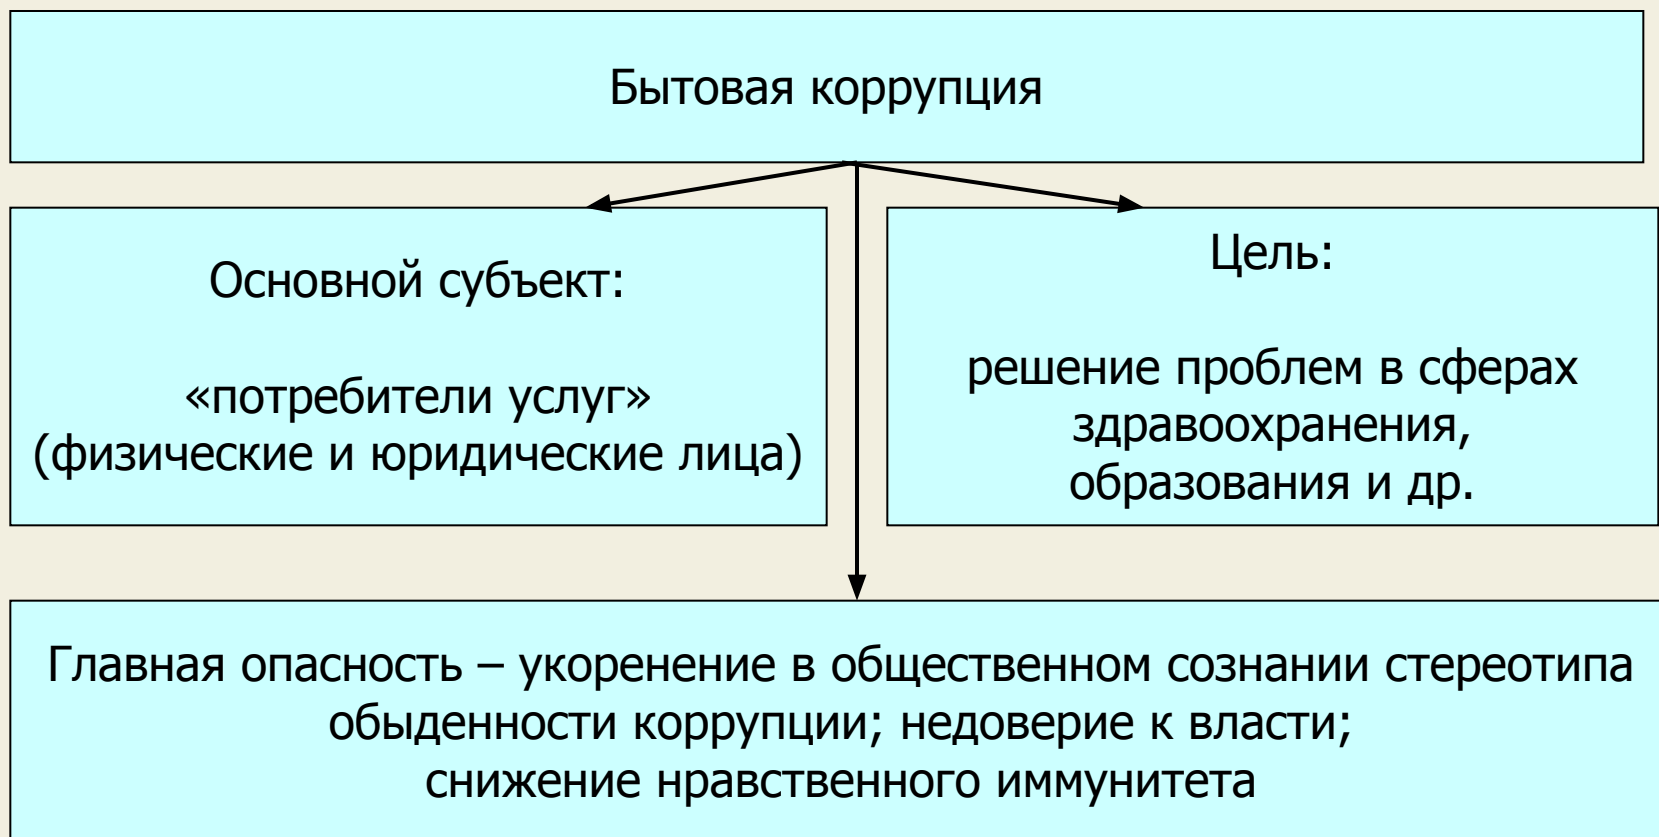 Бытовая коррупция
Основной субъект:
«потребители услуг»
(физические и юридические лица)
Цель:
решение проблем в сферах
здравоохранения,
образования и др.
Главная опасность – укоренение в общественном сознании стереотипа
обыденности коррупции; недоверие к власти;
снижение нравственного иммунитета